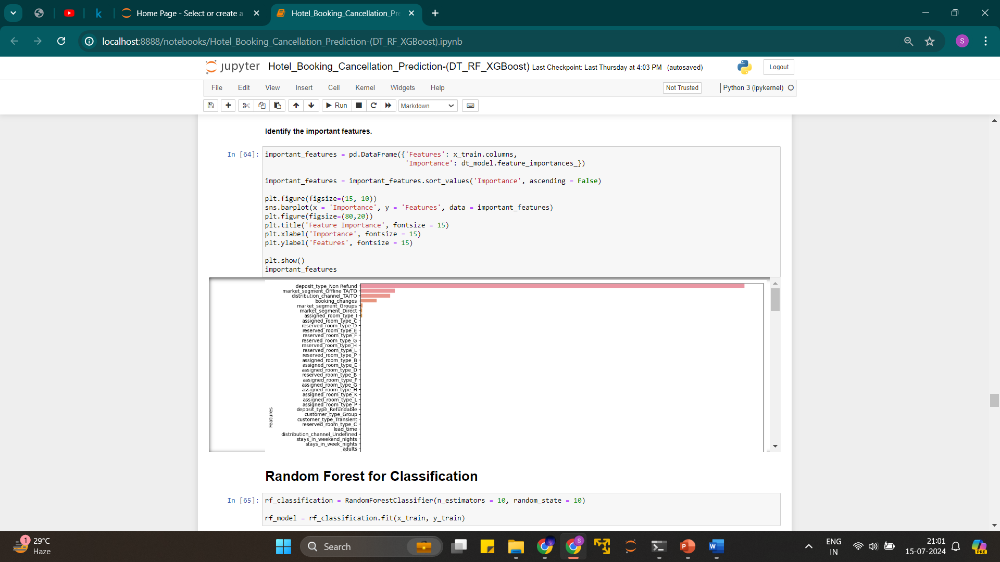 Home Page - Select or create a
Hotel_Booking_Cancellation_Pre
localhost:8888/notebooks/Hotel_Booking_Cancellation_Prediction-(DT_RF_XGBoost).ipynb
S
jupyter
Hotel_Booking_Cancellation_Prediction-(DT_RF_XGBoost) Last Checkpoint: Last Thursday at 4:03 PM (autosaved)
Logout
File Edit View Insert Cell Kernel Widgets Help
Not Trusted
Python 3 (ipykernel)
Run
Markdown
Identify the important features.
In [64]:
important_features = pd.DataFrame({'Features': x_train.columns,
'Importance': dt_model.feature_importances_})
important_features = important_features.sort_values('Importance', ascending = False)
plt.figure(figsize=(15, 10))
sns.barplot(x = 'Importance', y = 'Features', data = important_features)
plt.figure(figsize=(80,20))
plt.title('Feature Importance', fontsize = 15)
plt.xlabel('Importance', fontsize = 15)
plt.ylabel('Features', fontsize = 15)
plt.show()
important_features
deposit_type_Non Refund
market_segment_Offline TA/TO
distribution_channel_TA/TO
booking_changes
market_segment_Groups
market_segment_Direct
assigned_room_type_I
assigned_room_type_C
reserved_room_type_D
reserved_room_type_E
reserved_room_type_F
reserved_room_type_G
reserved_room_type_H
reserved_room_type_L
reserved_room_type_P
assigned_room_type_B
assigned_room_type_E
assigned_room_type_D
reserved_room_type_B
assigned_room_type_F
assigned_room_type_G
assigned_room_type_H
assigned_room_type_K
assigned_room_type_L
assigned_room_type_P
deposit_type_Refundable
customer_type_Group
customer_type_Transient
reserved_room_type_C
lead_time
distribution_channel_Undefined
stays_in_weekend_nights
stays_in_week_nights
adults
Features
Random Forest for Classification
In [65]:
rf_classification = RandomForestClassifier(n_estimators = 10, random_state = 10)
rf_model = rf_classification.fit(x_train, y_train)
1
29°C
Haze
Search
S
P
W
ENG
IN
21:01
15-07-2024
PRE